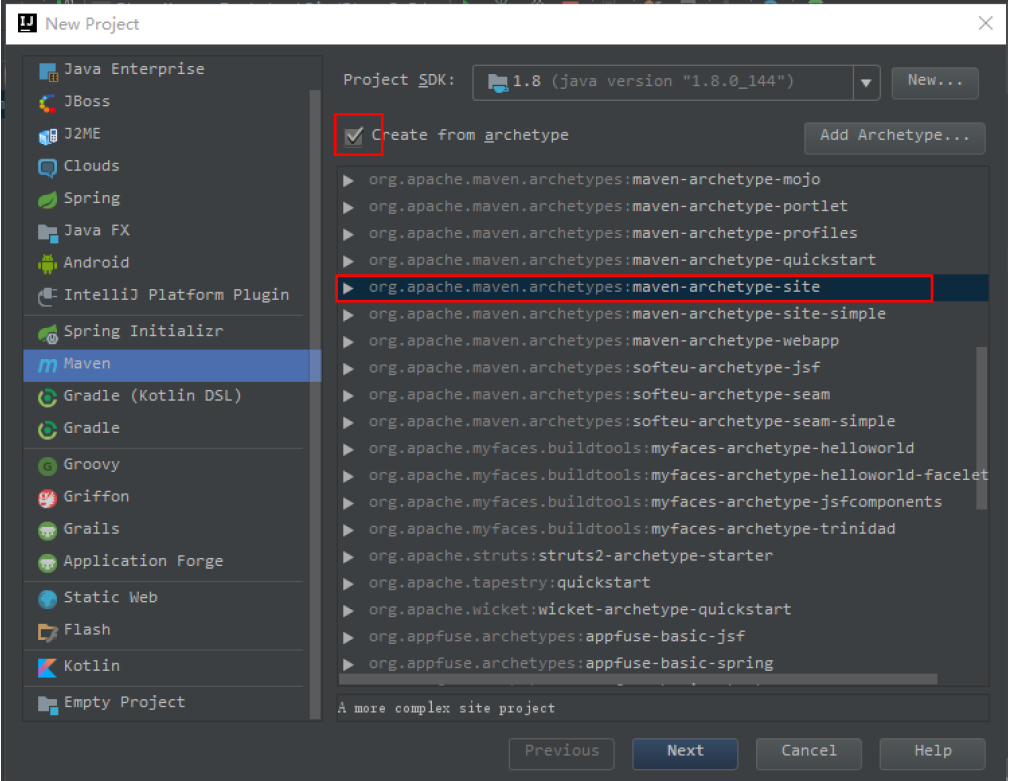 New Project
Java Enterprise
JBoss
J2ME
Clouds
Spring
Java FX
Android
IntelliJ Platform Plugin
Spring Initializr
Maven
Gradle (Kotlin DSL)
Gradle
Groovy
Griffon
Grails
Application Forge
Static Web
Flash
Kotlin
Empty Project
Project SDK: 1.8 (java version "1.8.0_144") New...
Create from archetype Add Archetype...
org.apache.maven.archetypes:maven-archetype-mojo
org.apache.maven.archetypes:maven-archetype-portlet
org.apache.maven.archetypes:maven-archetype-profiles
org.apache.maven.archetypes:maven-archetype-quickstart
org.apache.maven.archetypes:maven-archetype-site
org.apache.maven.archetypes:maven-archetype-site-simple
org.apache.maven.archetypes:maven-archetype-webapp
org.apache.maven.archetypes:softeu-archetype-jsf
org.apache.maven.archetypes:softeu-archetype-seam
org.apache.maven.archetypes:softeu-archetype-seam-simple
org.apache.myfaces.buildtools:myfaces-archetype-helloworld
org.apache.myfaces.buildtools:myfaces-archetype-helloworld-facelet
org.apache.myfaces.buildtools:myfaces-archetype-jsfcomponents
org.apache.myfaces.buildtools:myfaces-archetype-trinidad
org.apache.struts:struts2-archetype-starter
org.apache.tapestry:quickstart
org.apache.wicket:wicket-archetype-quickstart
org.appfuse.archetypes:appfuse-basic-jsf
org.appfuse.archetypes:appfuse-basic-spring
A more complex site project
Previous Next Cancel Help